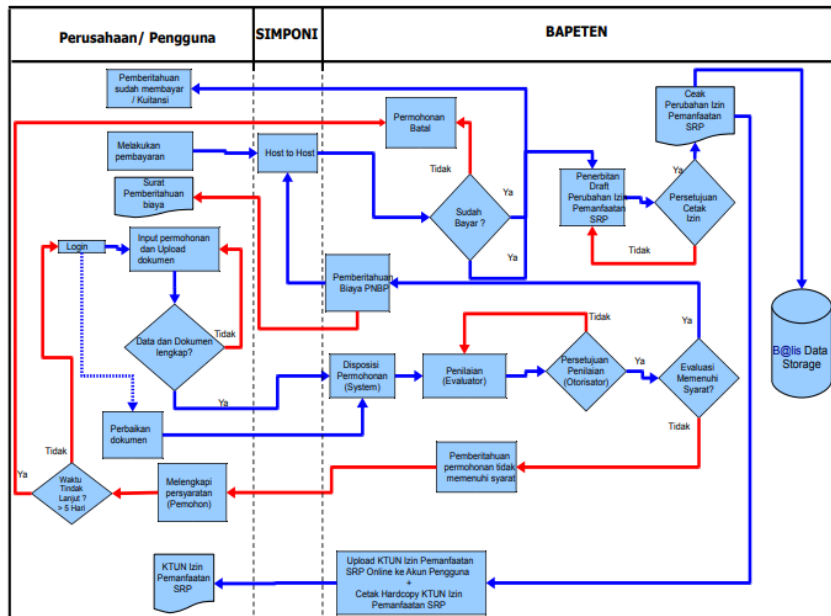 Perusahaan/ Pengguna
SIMPONI
BAPETEN
Pemberitahuan
sudah membayar
/ Kuitansi
Permohonan
Batal
Ceak
Perubahan Izin
Pemanfaatan
SRP
Melakukan
pembayaran
Host to Host
Tidak
Ya
Ya
Surat
Pemberitahuan
biaya
Sudah
Bayar ?
Penerbitan
Draft
Perubahan Izin
Pemanfaatan
SRP
Persetujuan
Cetak
Izin
Tidak
Ya
Login
Input permohonan
dan Upload
dokumen
Pemberitahuan
Biaya PNBP
Tidak
Data dan Dokumen
lengkap?
Tidak
Ya
B@lis Data
Storage
Disposisi
Permohonan
(System)
Penilaian
(Evaluator)
Persetujuan
Penilaian
(Otorisator)
Ya
Evaluasi
Memenuhi
Syarat?
Ya
Perbaikan
dokumen
Tidak
Tidak
Ya
Waktu
Tindak
Lanjut ?
> 5 Hari
Melengkapi
persyaratan
(Pemohon)
Pemberitahuan
permohonan tidak
memenuhi syarat
KTUN Izin
Pemanfaatan
SRP
Upload KTUN Izin Pemanfaatan
SRP Online ke Akun Pengguna
+
Cetak Hardcopy KTUN Izin
Pemanfaatan SRP